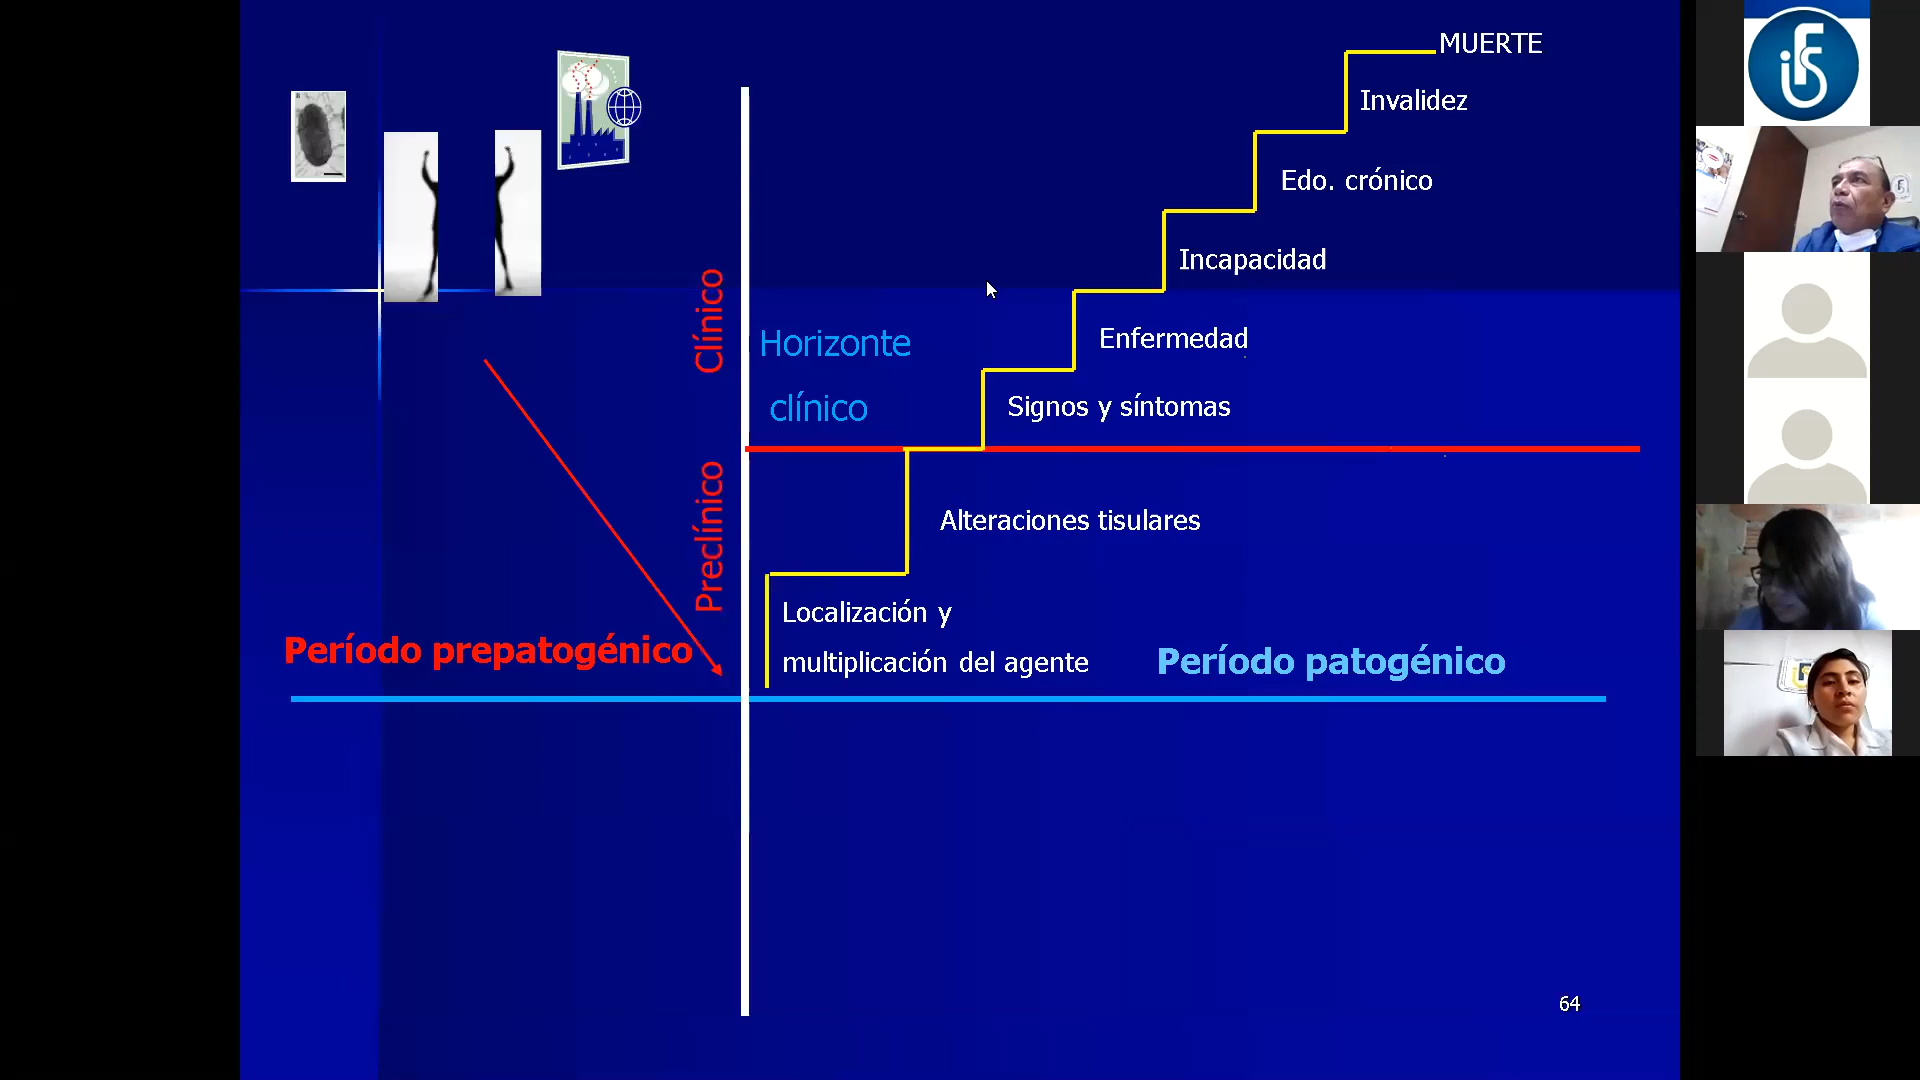 MUERTE
Invalidez
Edo. crónico
Incapacidad
Enfermedad
Signos y síntomas
Horizonte
clínico
Clínico
Preclínico
Alteraciones tisulares
Localización y
multiplicación del agente
Período prepatogénico
Período patogénico
64